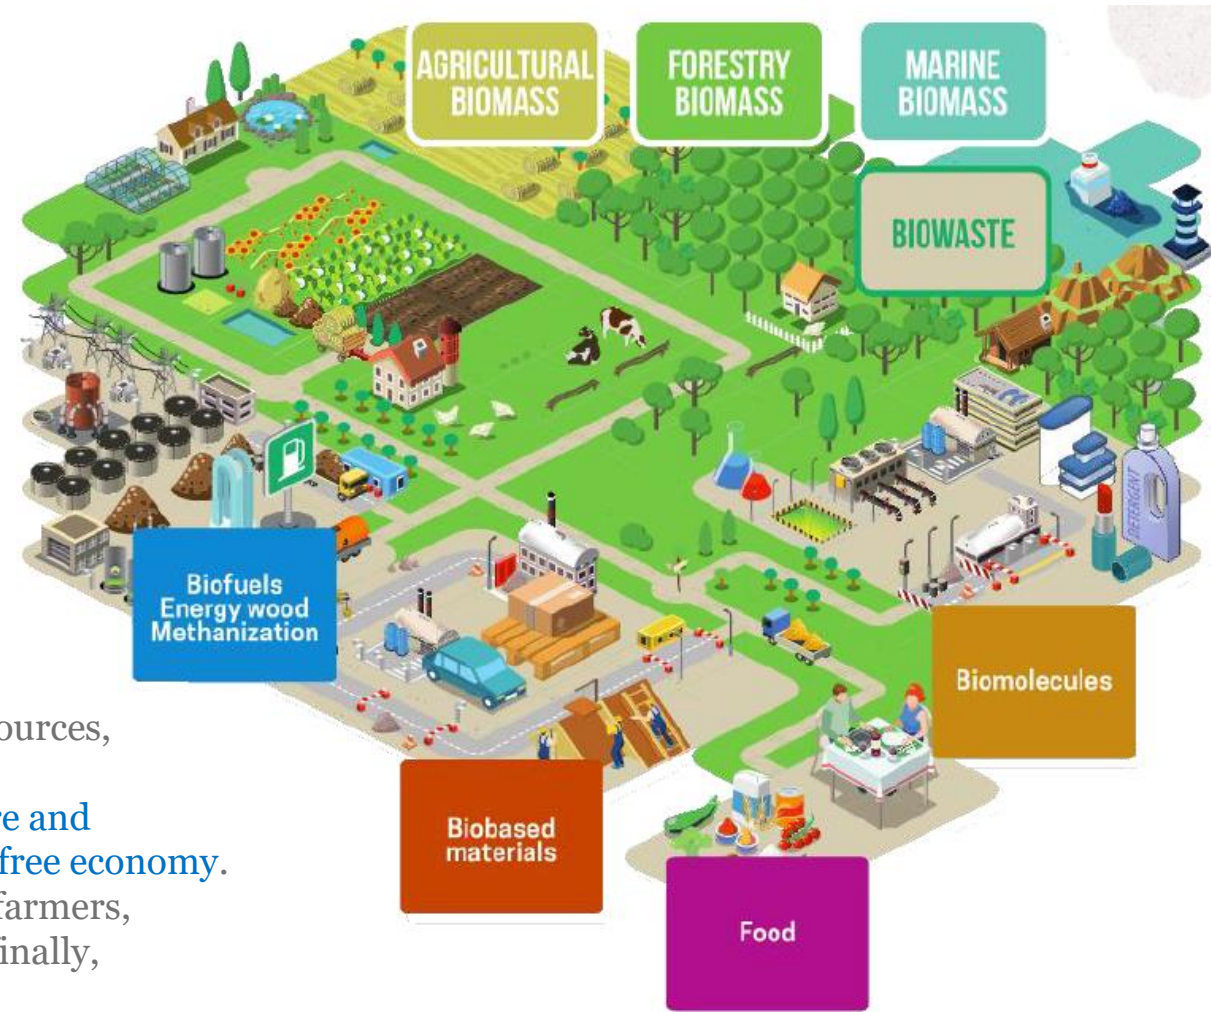 AGRICULTURAL
BIOMASS
FORESTRY
BIOMASS
MARINE
BIOMASS
BIOWASTE
DETERGENT
Biofuels
Energy wood
Methanization
Biomolecules
Biobased
materials
Food
ources,
re and
free economy.
farmers,
inally,